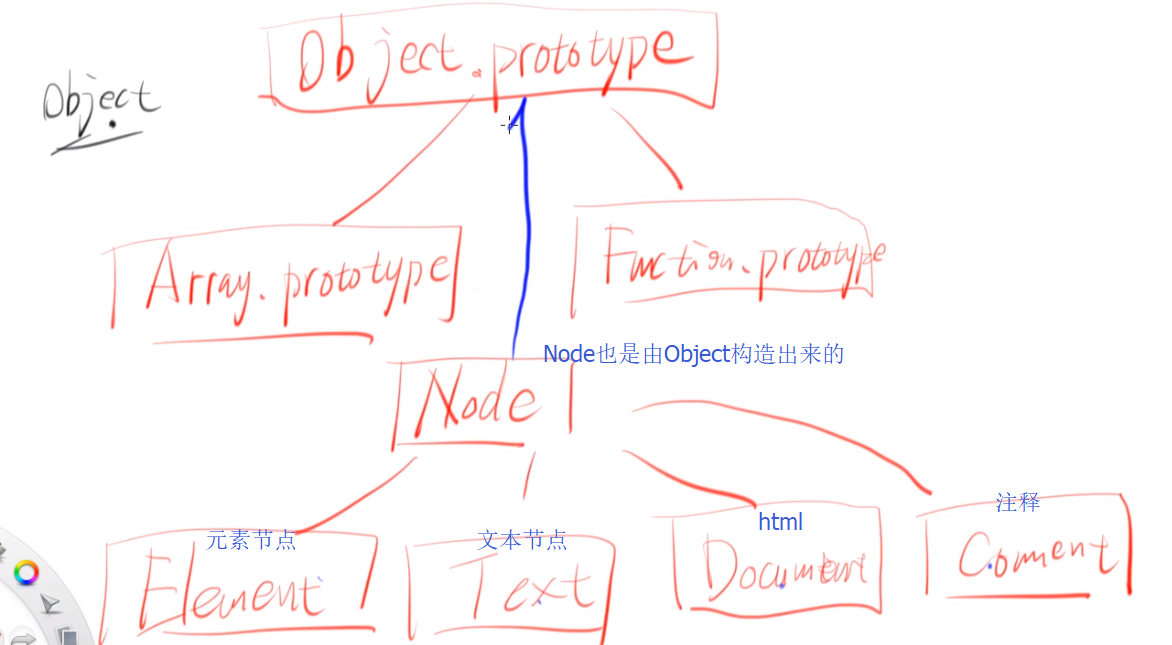 Object.prototype
Object
Array.prototype
Function.prototype
Node也是由Object构造出来的
Node
元素节点
文本节点
html
注释
Element
Text
Document
Coment